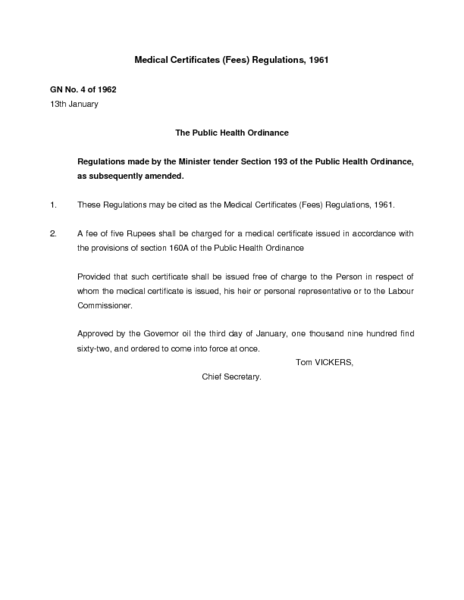 Medical Certificates (Fees) Regulations, 1961
GN No. 4 of 1962
13th January
The Public Health Ordinance
Regulations made by the Minister tender Section 193 of the Public Health Ordinance,
as subsequently amended.
1. These Regulations may be cited as the Medical Certificates (Fees) Regulations, 1961.
2. A fee of five Rupees shall be charged for a medical certificate issued in accordance with
the provisions of section 160A of the Public Health Ordinance
Provided that such certificate shall be issued free of charge to the Person in respect of
whom the medical certificate is issued, his heir or personal representative or to the Labour
Commissioner.
Approved by the Governor oil the third day of January, one thousand nine hundred find
sixty-two, and ordered to come into force at once.
Tom VICKERS,
Chief Secretary.